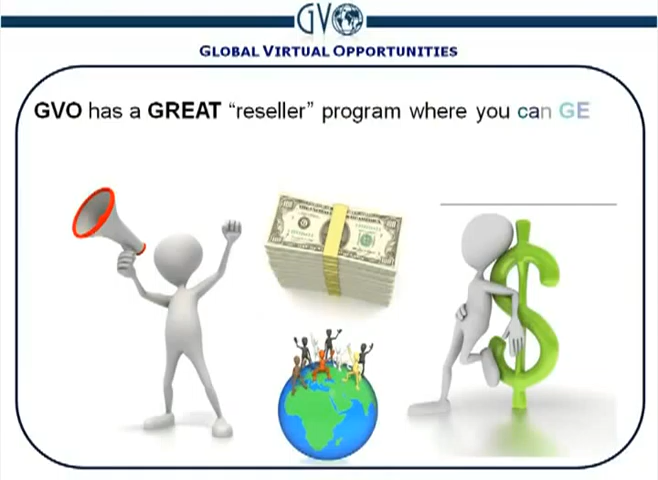 GVO
GLOBAL VIRTUAL OPPORTUNITIES
GVO has a GREAT “reseller” program where you can GE